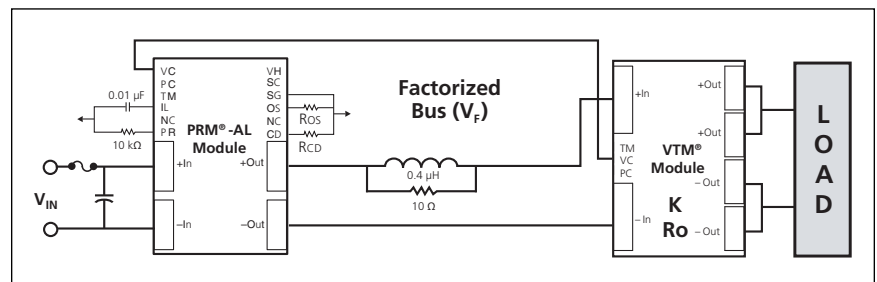 VC
PC
TM
IL
NC
PR
VH
SC
SG
OS
NC
CD
0.01 µF
10 kΩ
PRM®-AL
Module
ROS
RCD
+In
+Out
–In
–Out
VIN
Factorized
Bus (VF)
0.4 µH
10 Ω
+In
–In
TM
VC
PC
VTM®
Module
K
Ro
+Out
+Out
–Out
–Out
LOAD